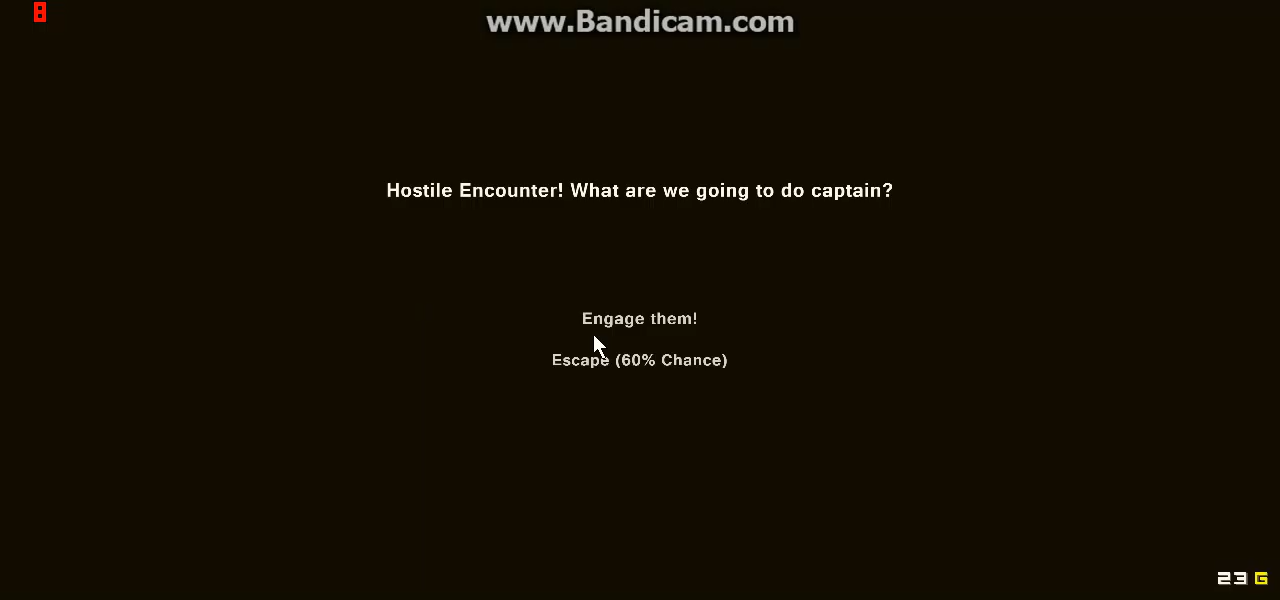 8
www.Bandicam.com
Hostile Encounter! What are we going to do captain?
Engage them!
Escape (60% Chance)
23 G